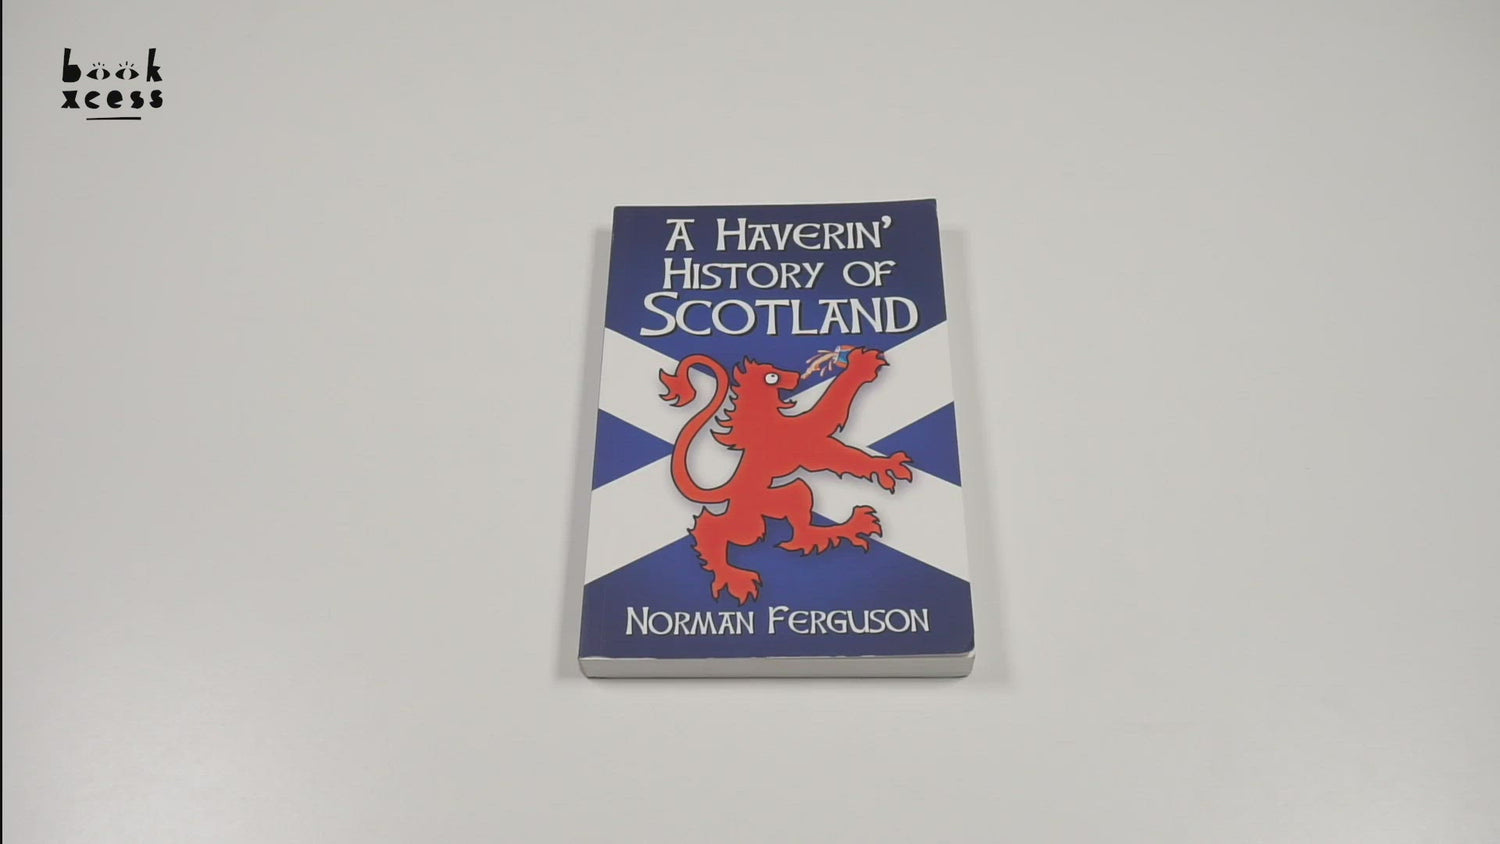 book
xcess
A HAVERIN'
HISTORY OF
SCOTLAND
NORMAN FERGUSON